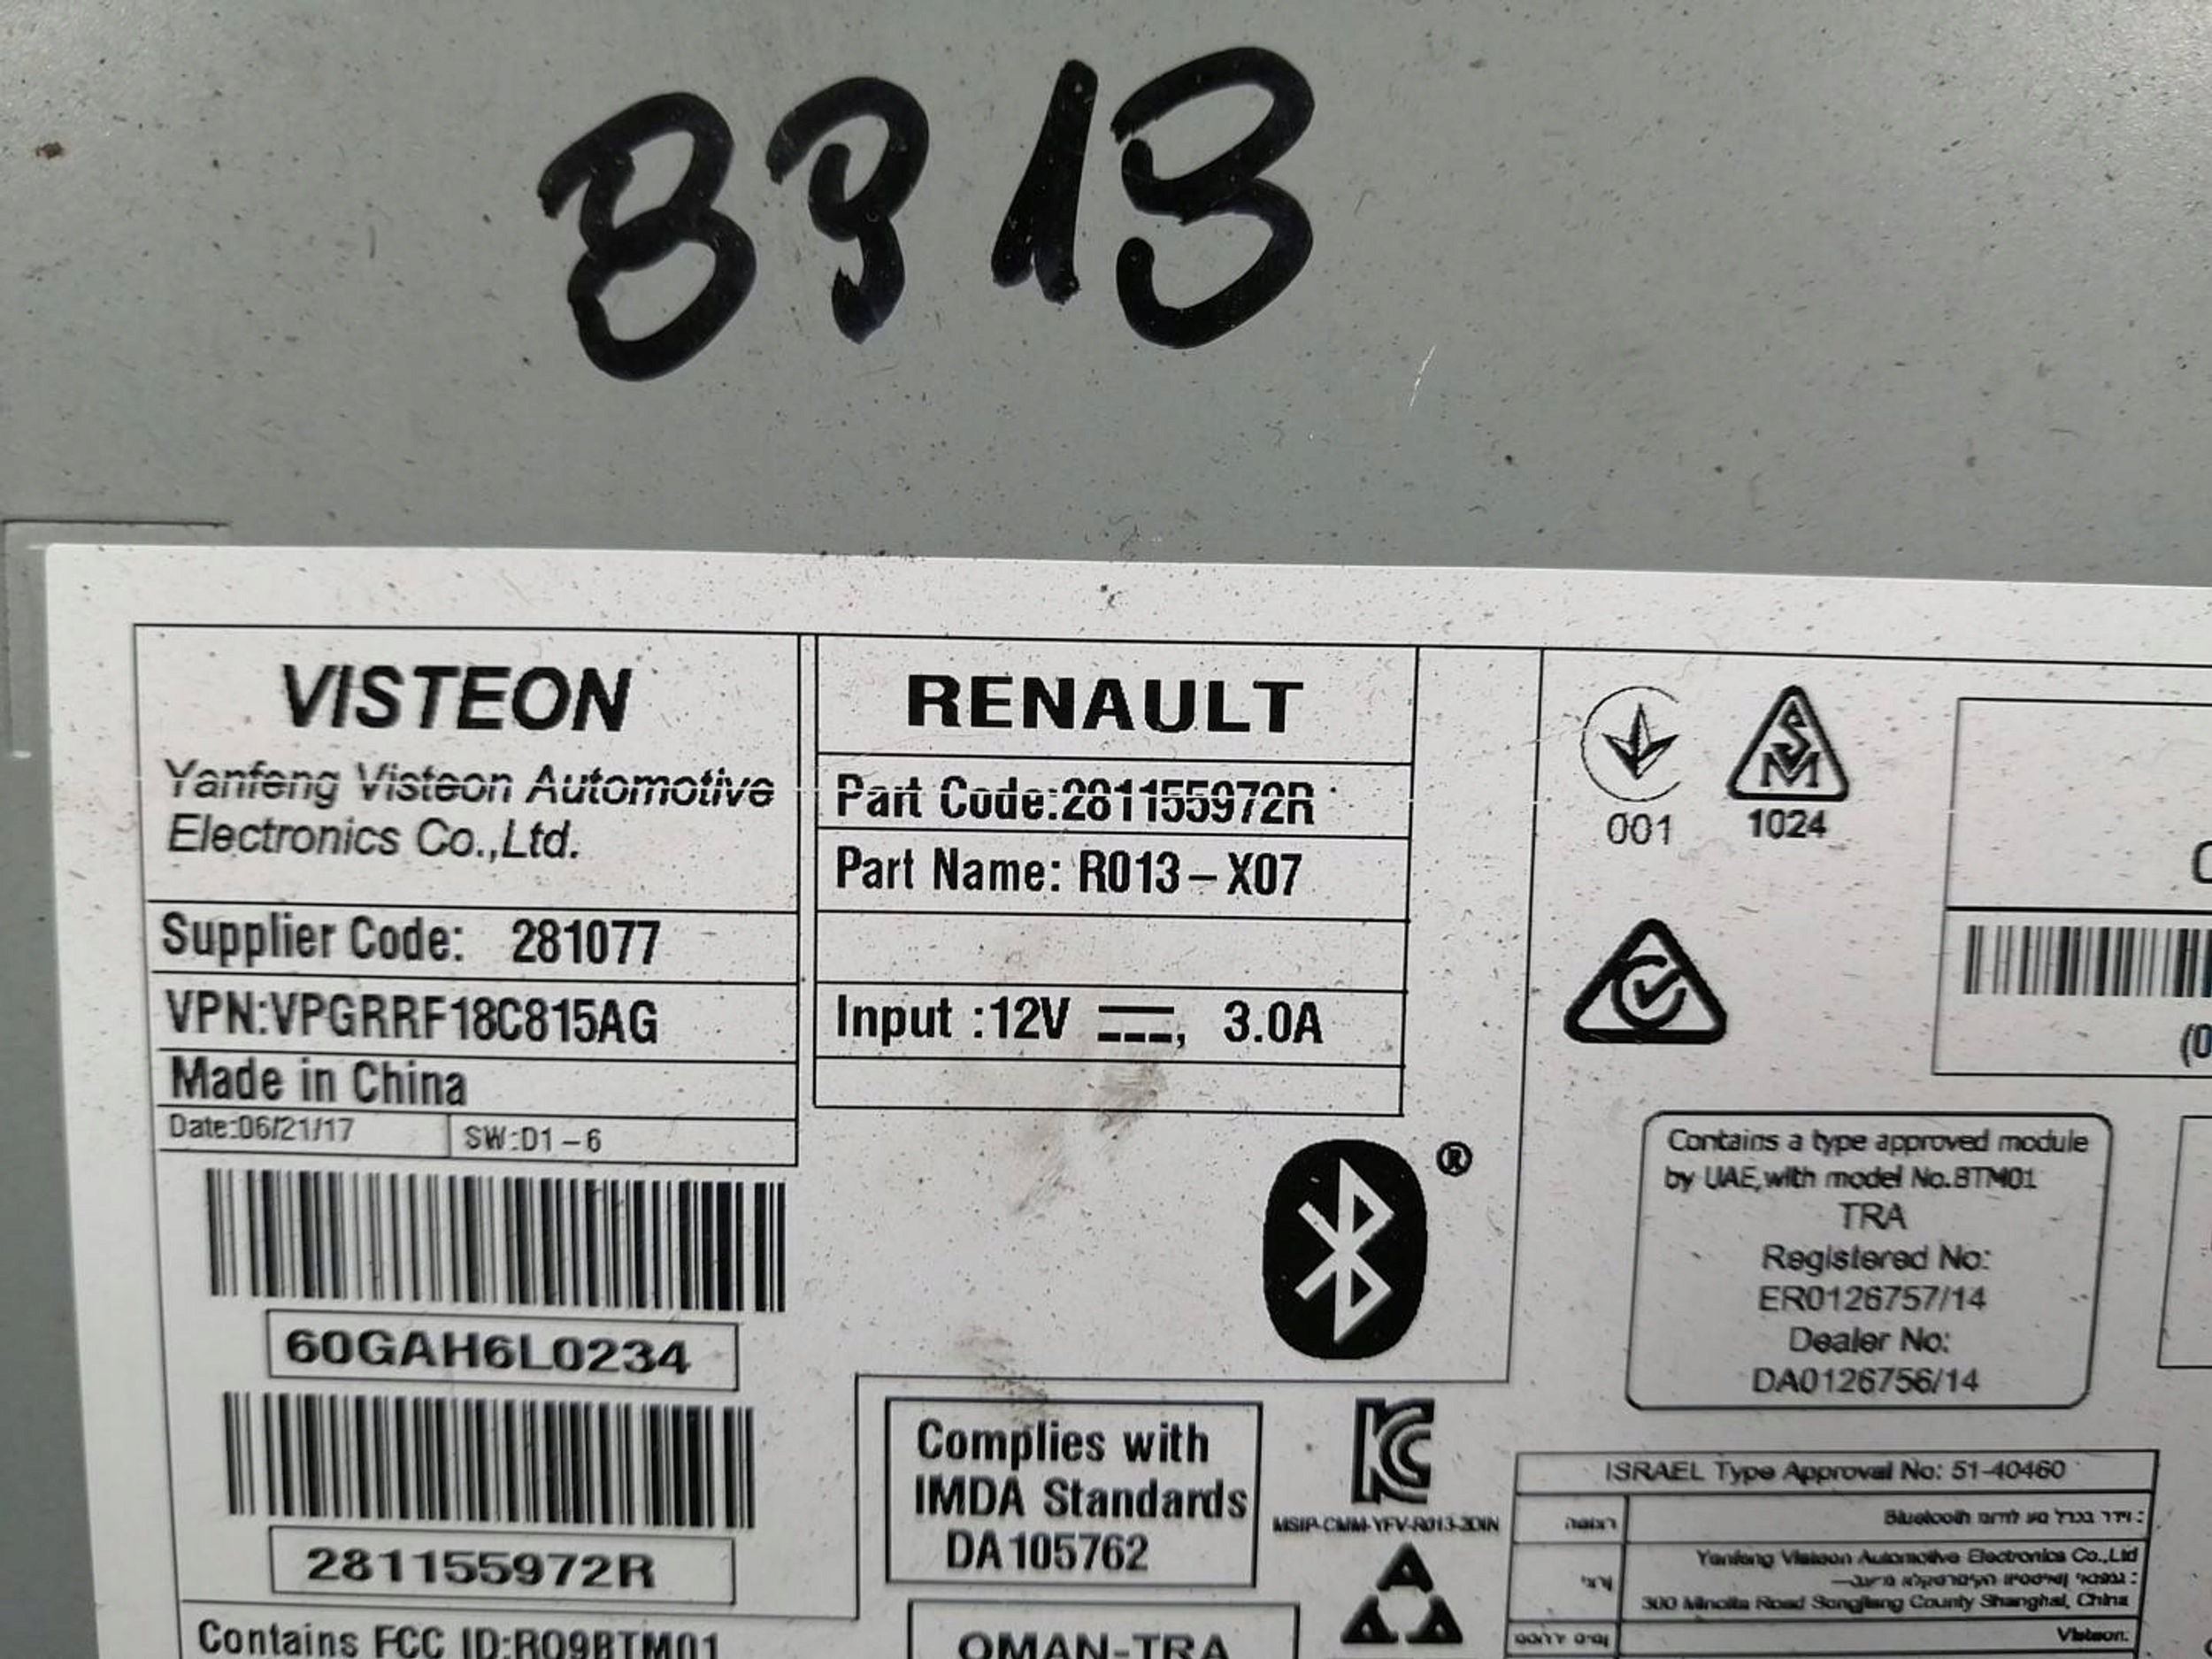 8313
VISTEON
Yanfeng Visteon Automotive
Electronics Co.,Ltd.
Supplier Code: 281077
VPN:VPGRRF18C815AG
Made in China
Date:06/21/17 SW:D1-6
60GAH6L0234
281155972R
Contains FCC ID:RO9BTM01
RENAULT
Part Code:281155972R
Part Name: R013-X07
Input :12V 3.0A
®
Complies with
IMDA Standards
DA105762
OMAN-TRA
MSIP-CMM-YFV-R013-2DIN
001
SM
1024
Contains a type approved module
by UAE,with model No.BTM01
TRA
Registered No:
ER0126757/14
Dealer No:
DA0126756/14
ISRAEL Type Approval No: 51-40460
Bluetooth
Yanfeng Visteon Automotive Electronics Co.,Ltd
300 Minolta Road Songjiang County Shanghai, China
Visteon.